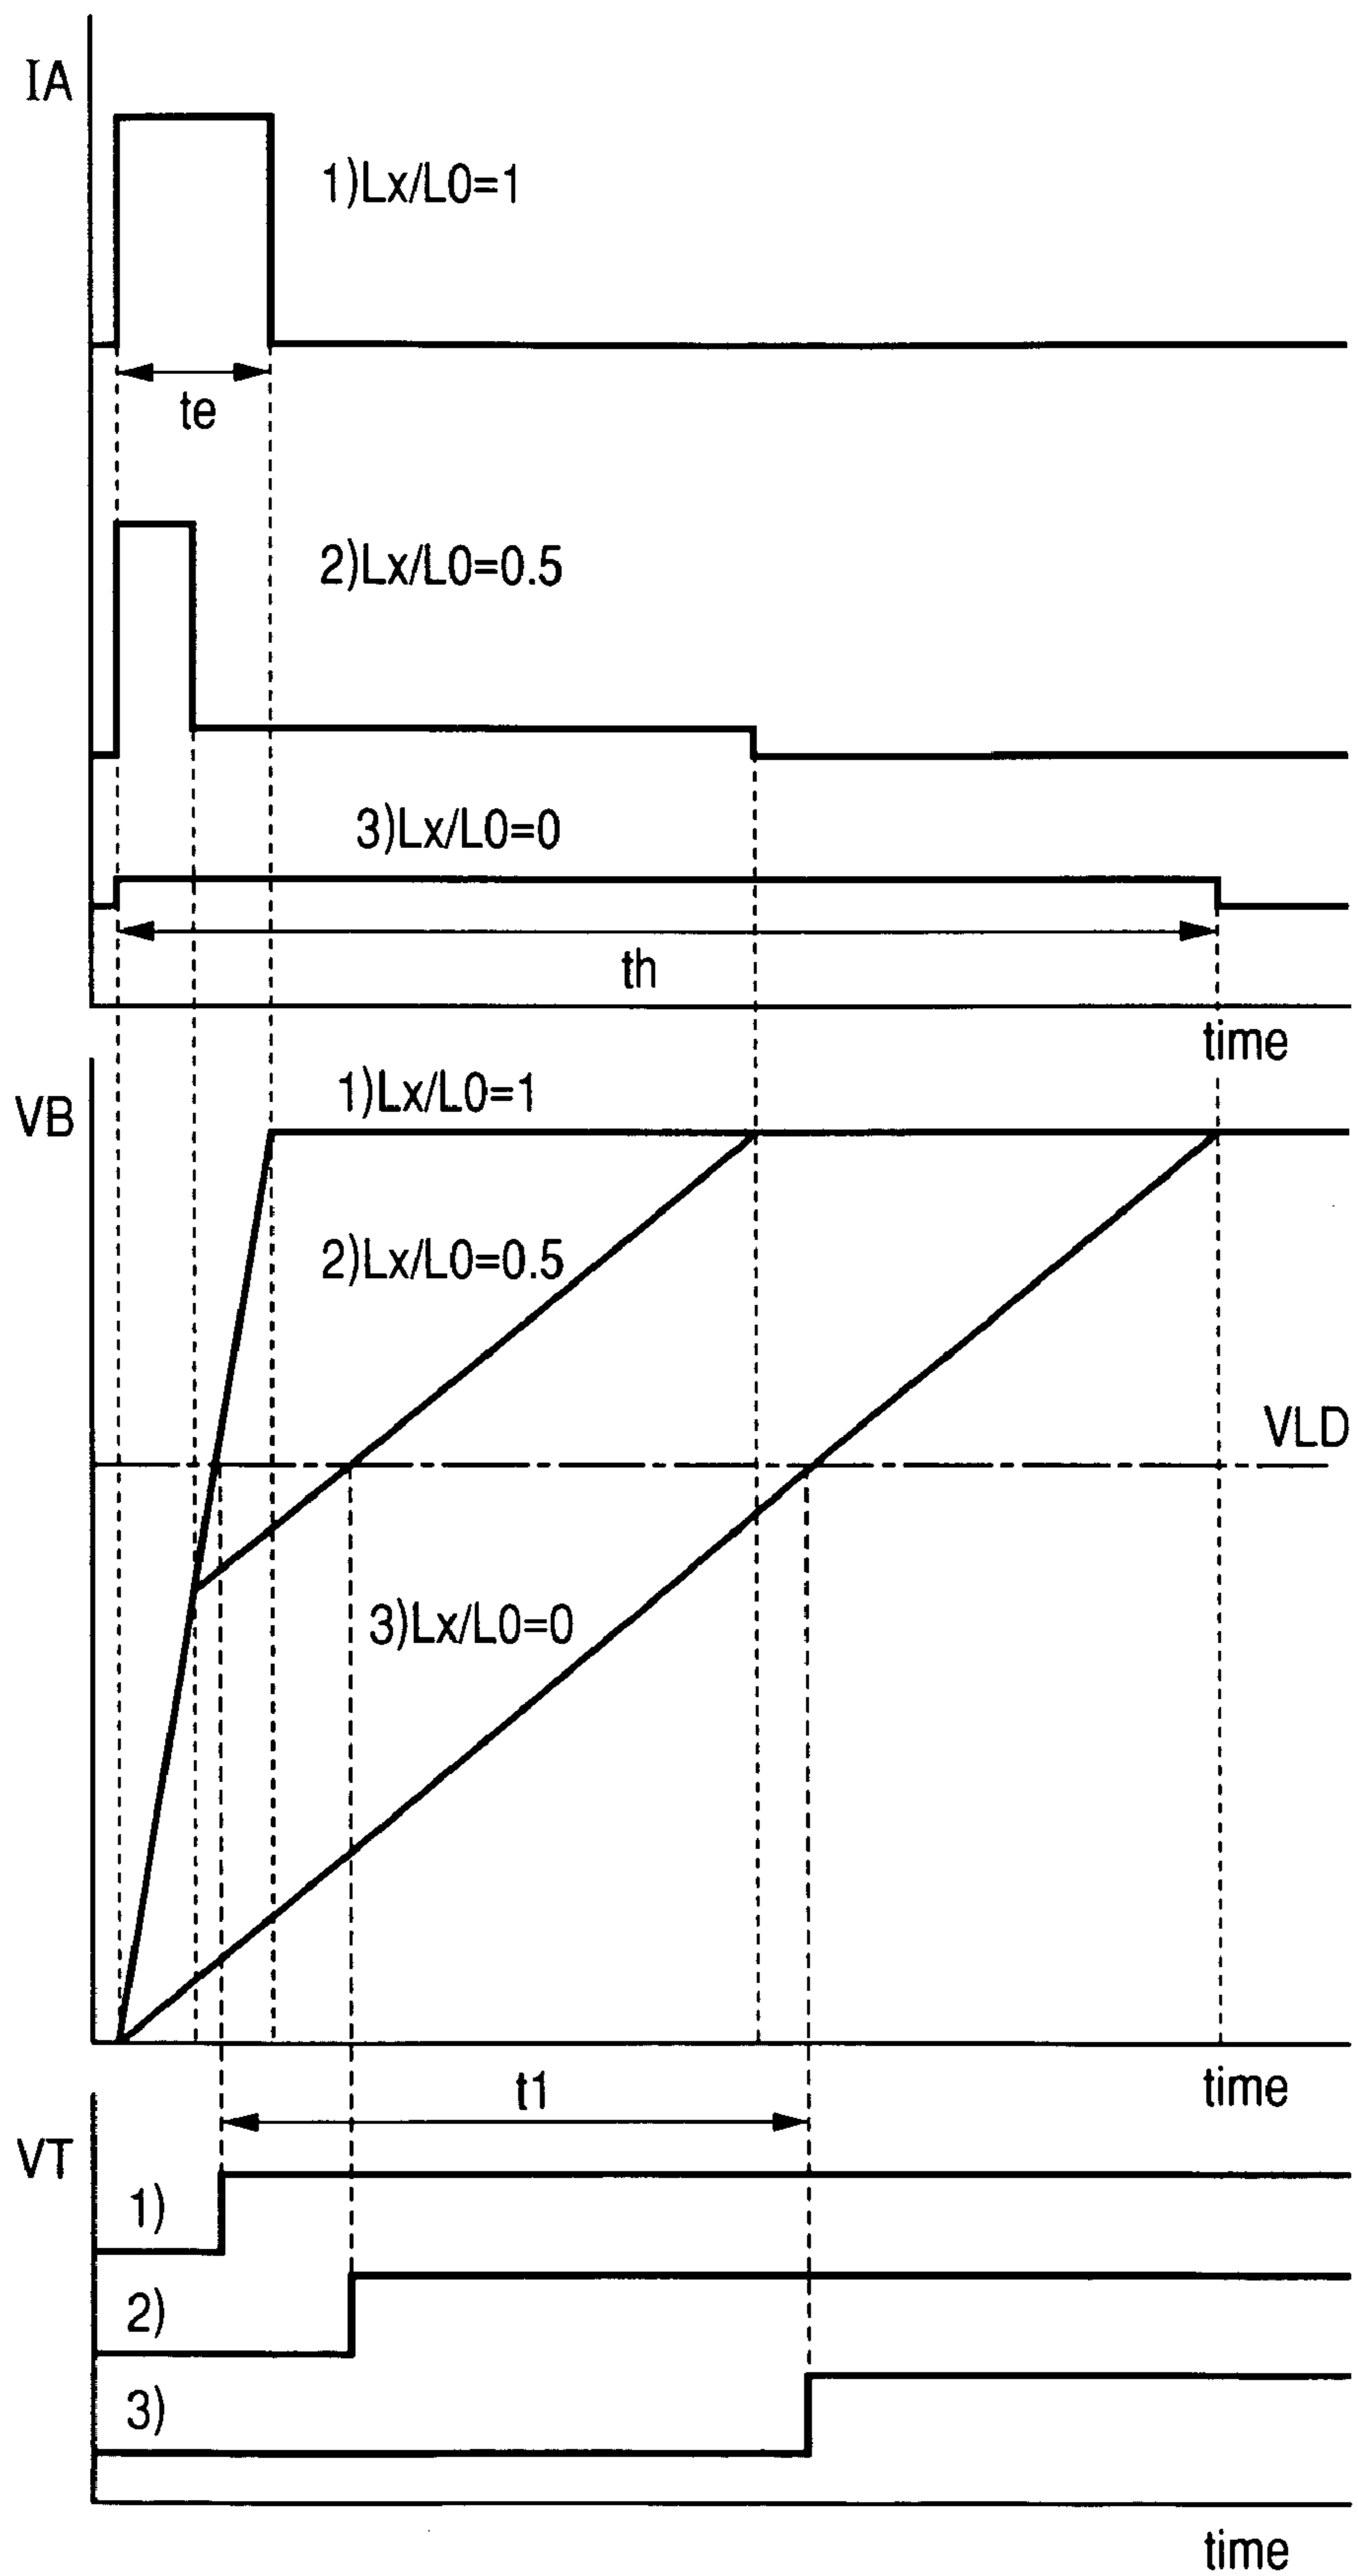 IA
1)Lx/L0=1
te
2)Lx/L0=0.5
3)Lx/L0=0
th
time
VB
1)Lx/L0=1
2)Lx/L0=0.5
VLD
3)Lx/L0=0
time
t1
VT
1)
2)
3)
time